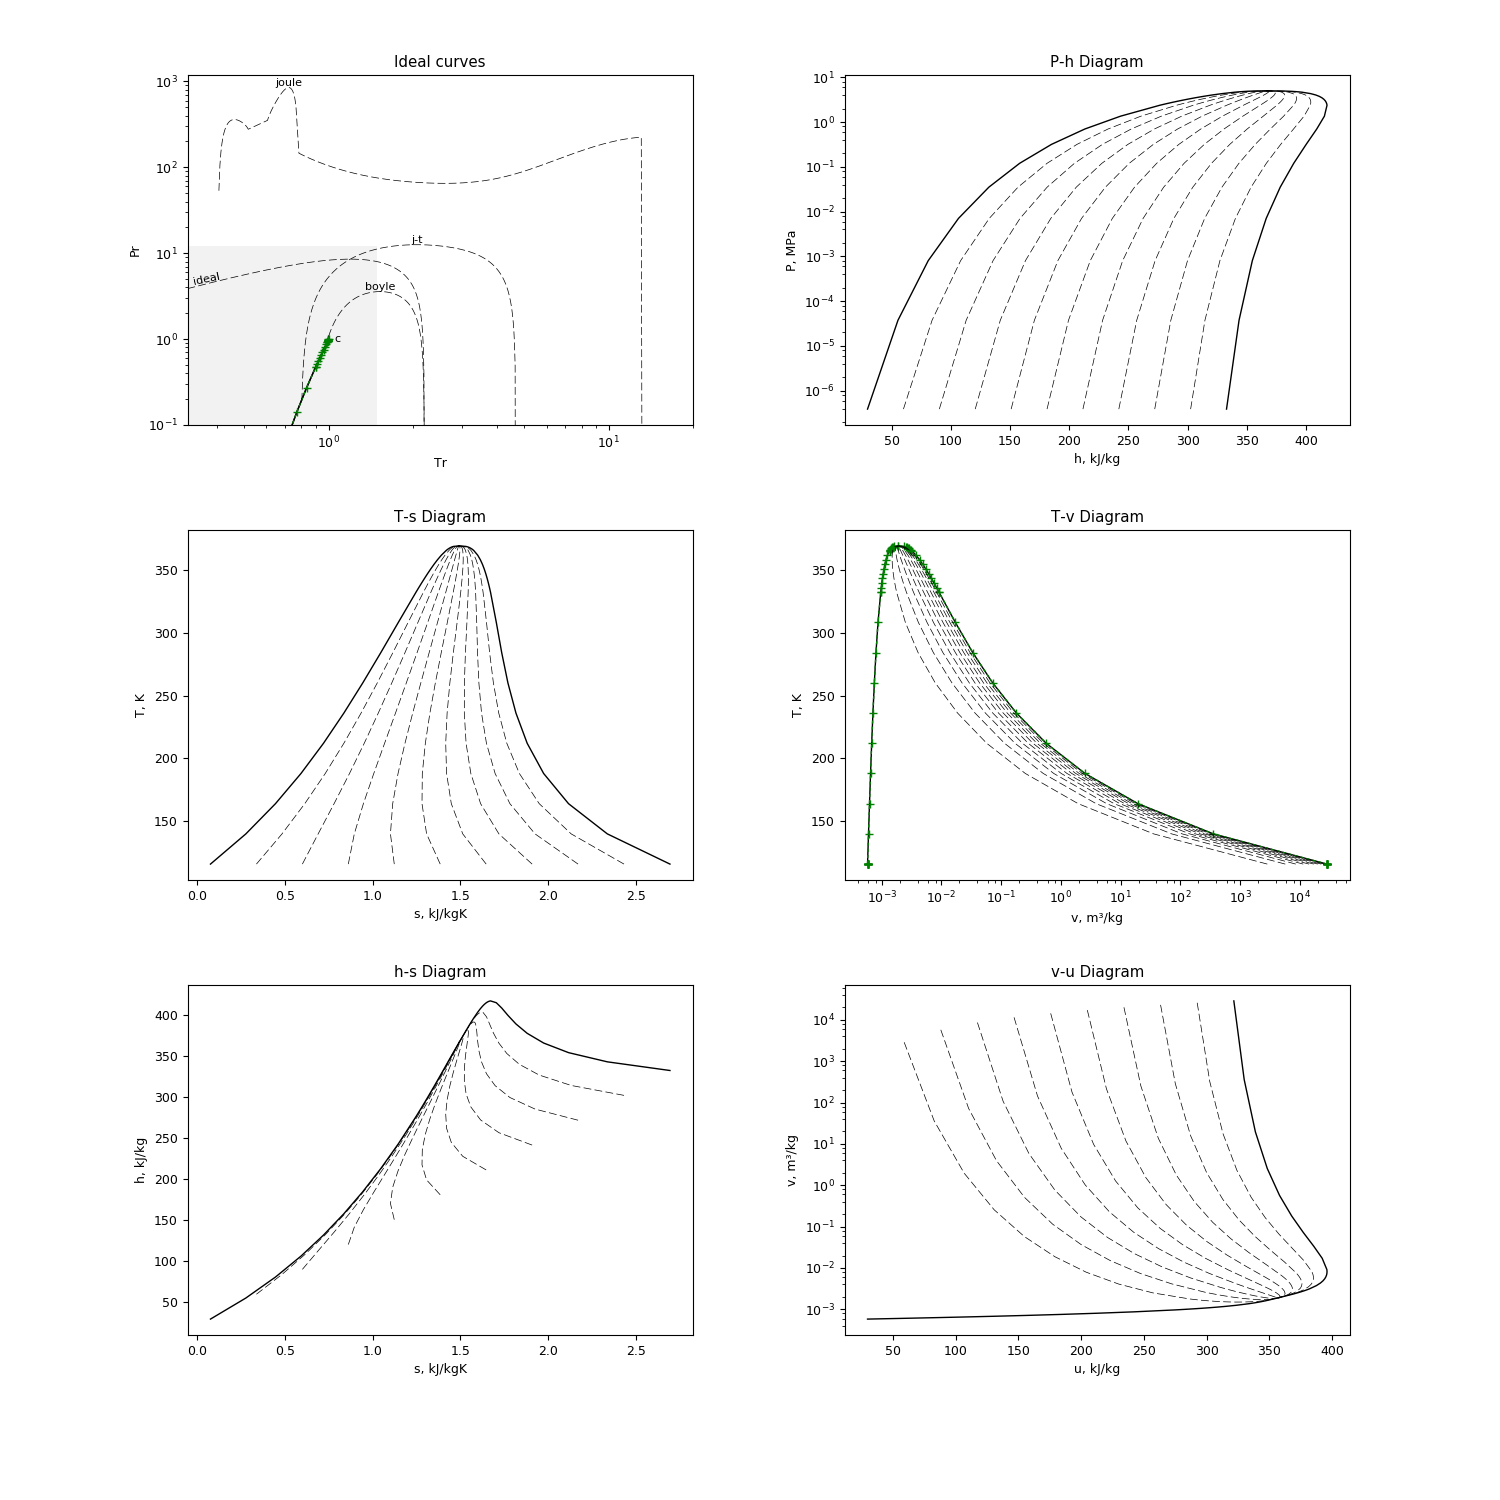 Ideal curves
Pr
10³
10²
10¹
10⁰
10⁻¹
joule
j-t
ideal
boyle
c
10⁰ 10¹
Tr
P-h Diagram
P, MPa
10¹
10⁰
10⁻¹
10⁻²
10⁻³
10⁻⁴
10⁻⁵
10⁻⁶
50 100 150 200 250 300 350 400
h, kJ/kg
T-s Diagram
T, K
350
300
250
200
150
0.0 0.5 1.0 1.5 2.0 2.5
s, kJ/kgK
T-v Diagram
T, K
350
300
250
200
150
10⁻³ 10⁻² 10⁻¹ 10⁰ 10¹ 10² 10³ 10⁴
v, m³/kg
h-s Diagram
h, kJ/kg
400
350
300
250
200
150
100
50
0.0 0.5 1.0 1.5 2.0 2.5
s, kJ/kgK
v-u Diagram
v, m³/kg
10⁴
10³
10²
10¹
10⁰
10⁻¹
10⁻²
10⁻³
50 100 150 200 250 300 350 400
u, kJ/kg